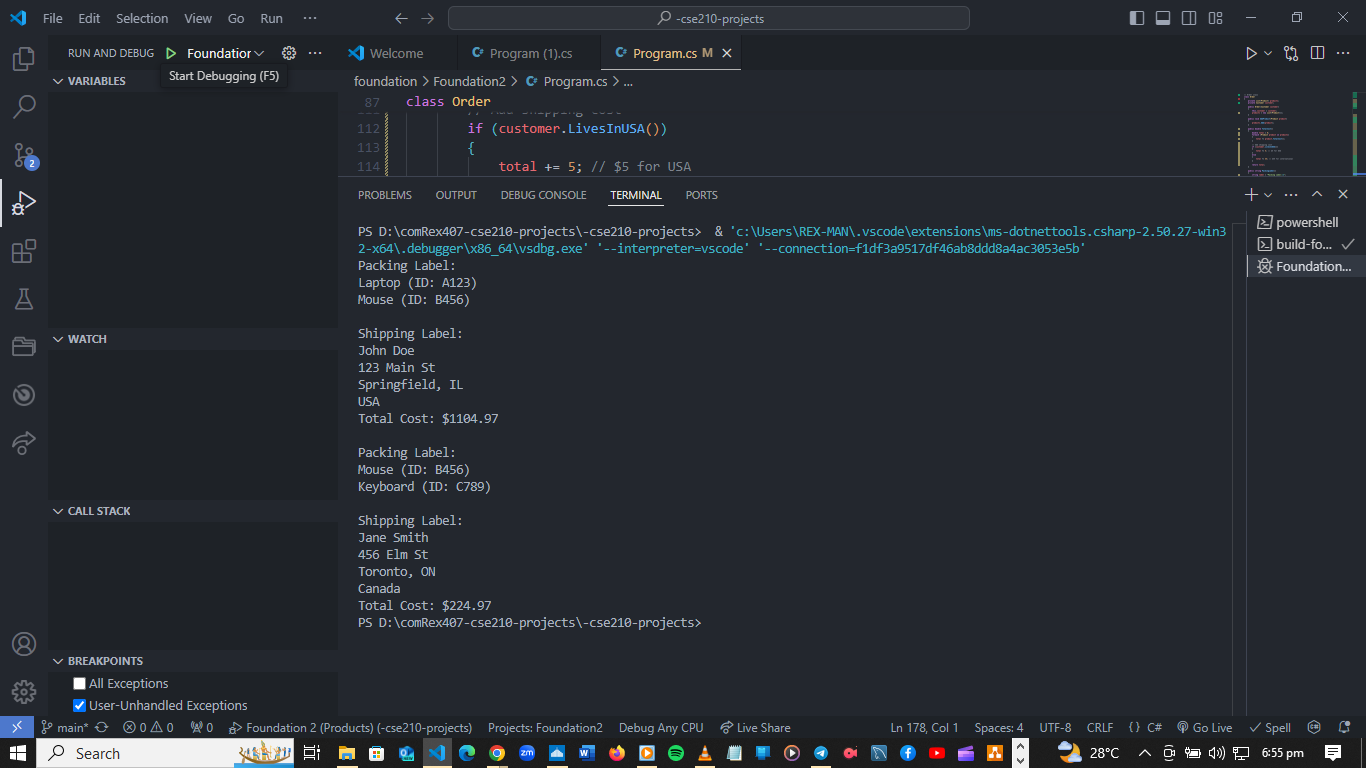 File Edit Selection View Go Run ··· -cse210-projects
RUN AND DEBUG Foundation ··· Welcome Program (1).cs Program.cs M
Start Debugging (F5)
VARIABLES
foundation > Foundation2 > Program.cs > ...
87 class Order
112 if (customer.LivesInUSA())
113 {
114 total += 5; // $5 for USA
PROBLEMS OUTPUT DEBUG CONSOLE TERMINAL PORTS
PS D:\comRex407-cse210-projects\-cse210-projects> & 'c:\Users\REX-MAN\.vscode\extensions\ms-dotnettools.csharp-2.50.27-win3
2-x64\.debugger\x86_64\vsdbg.exe' '--interpreter=vscode' '--connection=f1df3a9517df46ab8ddd8a4ac3053e5b'
Packing Label:
Laptop (ID: A123)
Mouse (ID: B456)
Shipping Label:
John Doe
123 Main St
Springfield, IL
USA
Total Cost: $1104.97
Packing Label:
Mouse (ID: B456)
Keyboard (ID: C789)
Shipping Label:
Jane Smith
456 Elm St
Toronto, ON
Canada
Total Cost: $224.97
PS D:\comRex407-cse210-projects\-cse210-projects>
powershell
build-fo...
Foundation...
WATCH
CALL STACK
BREAKPOINTS
All Exceptions
User-Unhandled Exceptions
2
main* 0 0 0 Foundation 2 (Products) (-cse210-projects) Projects: Foundation2 Debug Any CPU Live Share Ln 178, Col 1 Spaces: 4 UTF-8 CRLF {} C# Go Live Spell
Search 28°C 6:55 pm